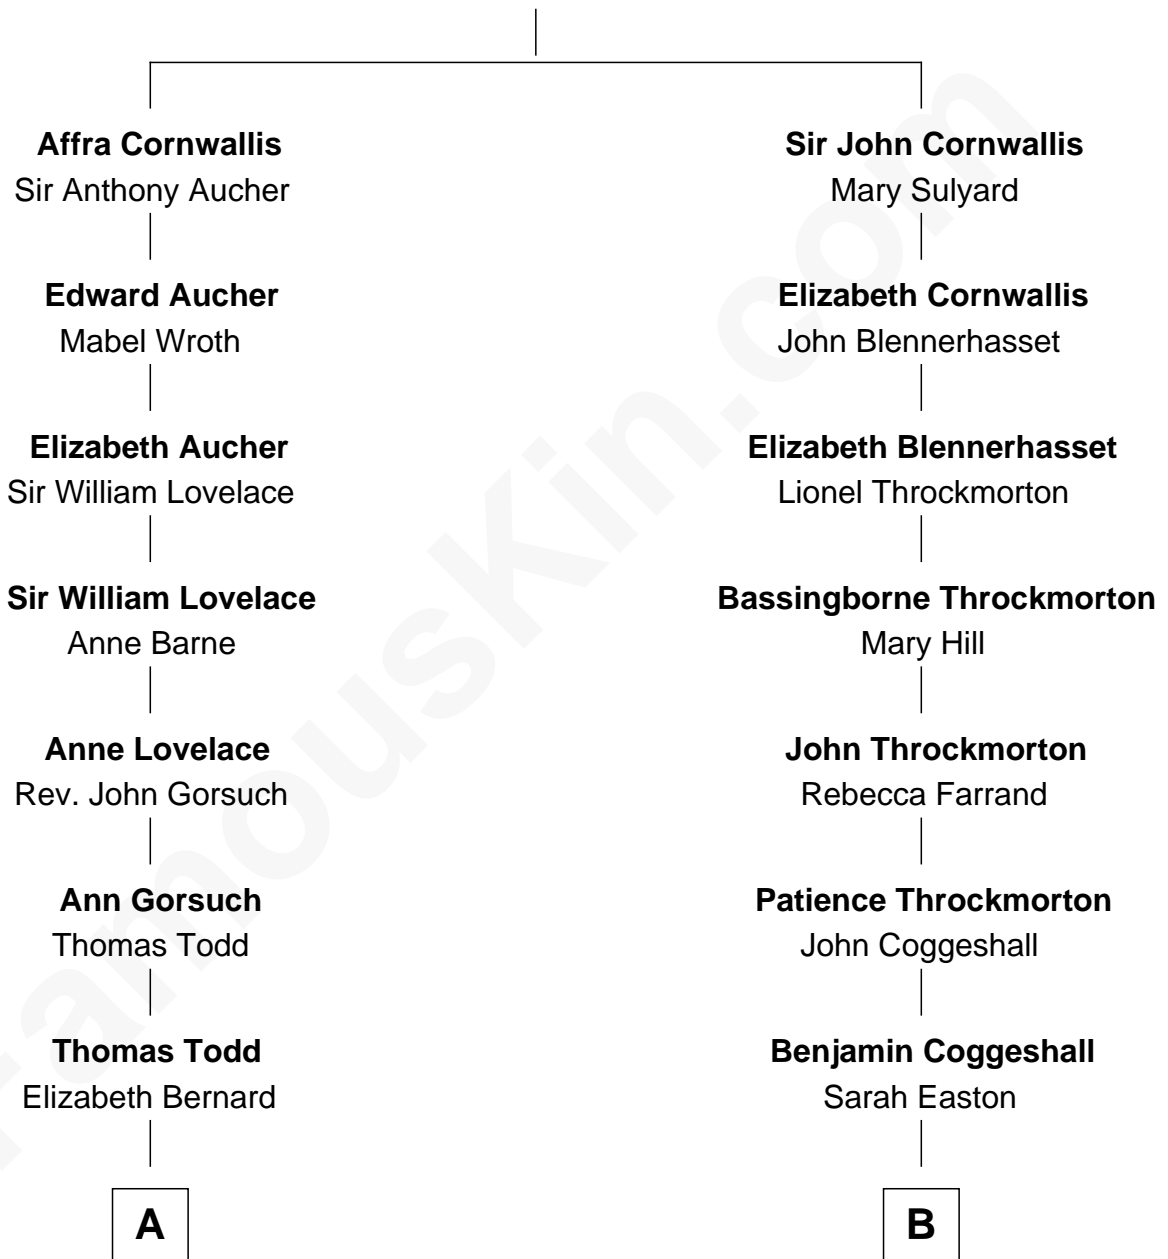 Affra Cornwallis
Sir Anthony Aucher
Edward Aucher
Mabel Wroth
Elizabeth Aucher
Sir William Lovelace
Sir William Lovelace
Anne Barne
Anne Lovelace
Rev. John Gorsuch
Ann Gorsuch
Thomas Todd
Thomas Todd
Elizabeth Bernard
A
Sir John Cornwallis
Mary Sulyard
Elizabeth Cornwallis
John Blennerhasset
Elizabeth Blennerhasset
Lionel Throckmorton
Bassingborne Throckmorton
Mary Hill
John Throckmorton
Rebecca Farrand
Patience Throckmorton
John Coggeshall
Benjamin Coggeshall
Sarah Easton
B
FamousKin.com